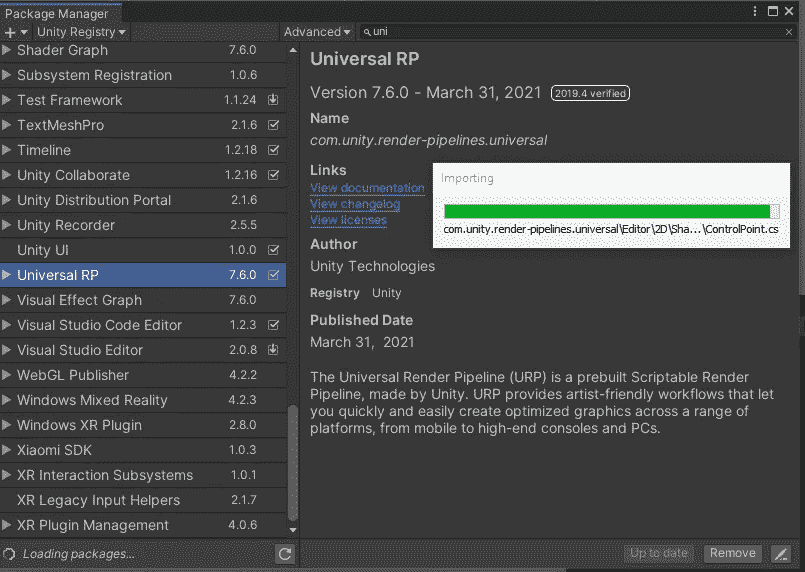 Package Manager
Unity Registry
Advanced
uni
Shader Graph 7.6.0
Subsystem Registration 1.0.6
Test Framework 1.1.24
TextMeshPro 2.1.6
Timeline 1.2.18
Unity Collaborate 1.2.16
Unity Distribution Portal 2.1.6
Unity Recorder 2.5.5
Unity UI 1.0.0
Universal RP 7.6.0
Visual Effect Graph 7.6.0
Visual Studio Code Editor 1.2.3
Visual Studio Editor 2.0.8
WebGL Publisher 4.2.2
Windows Mixed Reality 4.2.3
Windows XR Plugin 2.8.0
Xiaomi SDK 1.0.3
XR Interaction Subsystems 1.0.1
XR Legacy Input Helpers 2.1.7
XR Plugin Management 4.0.6
Loading packages...
Universal RP
Version 7.6.0 - March 31, 2021 2019.4 verified
Name
com.unity.render-pipelines.universal
Links
View documentation
View changelog
View licenses
Importing
com.unity.render-pipelines.universal\Editor\2D\Sha...\ControlPoint.cs
Author
Unity Technologies
Registry Unity
Published Date
March 31, 2021
The Universal Render Pipeline (URP) is a prebuilt Scriptable Render
Pipeline, made by Unity. URP provides artist-friendly workflows that let
you quickly and easily create optimized graphics across a range of
platforms, from mobile to high-end consoles and PCs.
Up to date
Remove